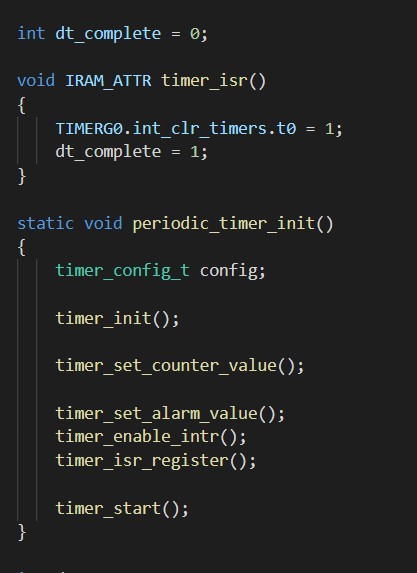 int dt_complete = 0;
void IRAM_ATTR timer_isr()
{
TIMERG0.int_clr_timers.t0 = 1;
dt_complete = 1;
}
static void periodic_timer_init()
{
timer_config_t config;
timer_init();
timer_set_counter_value();
timer_set_alarm_value();
timer_enable_intr();
timer_isr_register();
timer_start();
}